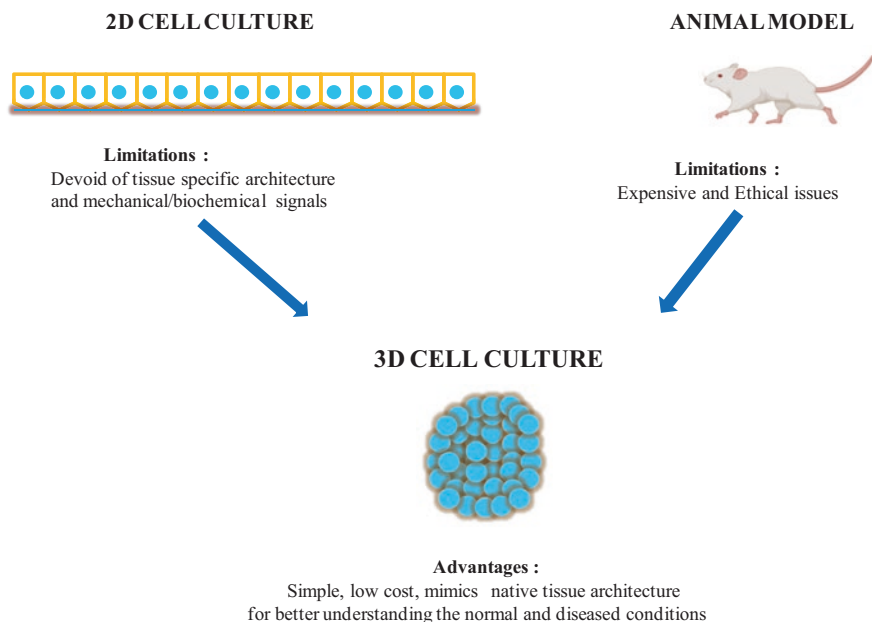 2D CELL CULTURE
Limitations :
Devoid of tissue specific architecture
and mechanical/biochemical signals
ANIMAL MODEL
Limitations :
Expensive and Ethical issues
3D CELL CULTURE
Advantages :
Simple, low cost, mimics native tissue architecture
for better understanding the normal and diseased conditions